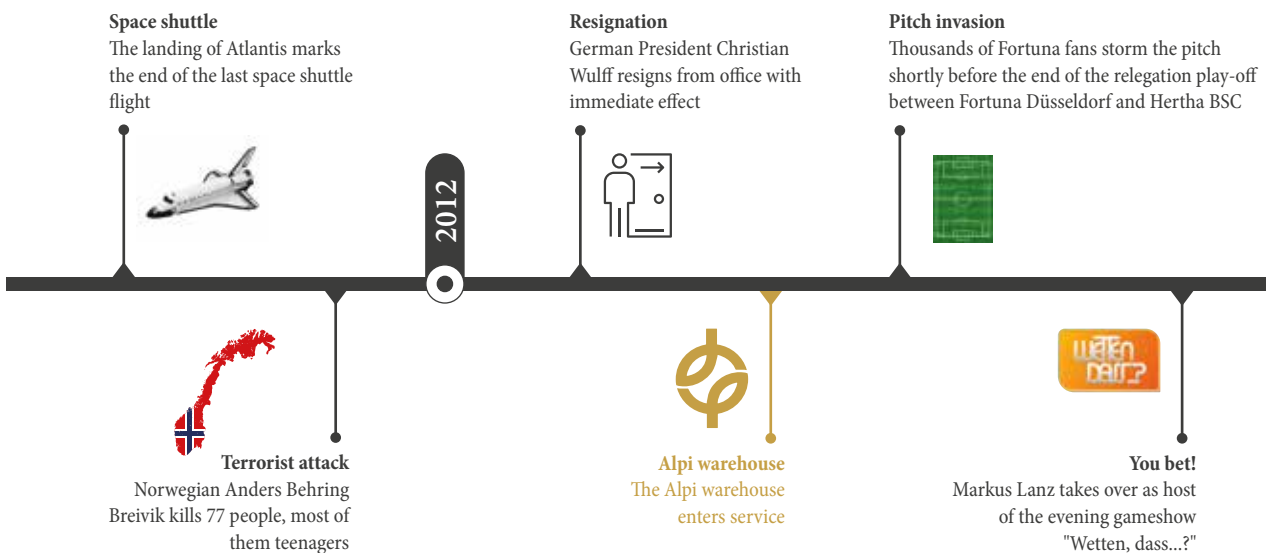 Space shuttle
The landing of Atlantis marks
the end of the last space shuttle
flight
Resignation
German President Christian
Wulff resigns from office with
immediate effect
Pitch invasion
Thousands of Fortuna fans storm the pitch
shortly before the end of the relegation play-off
between Fortuna Düsseldorf and Hertha BSC
2012
WETTEN
DASS..?
Terrorist attack
Norwegian Anders Behring
Breivik kills 77 people, most of
them teenagers
Alpi warehouse
The Alpi warehouse
enters service
You bet!
Markus Lanz takes over as host
of the evening gameshow
"Wetten, dass...?"